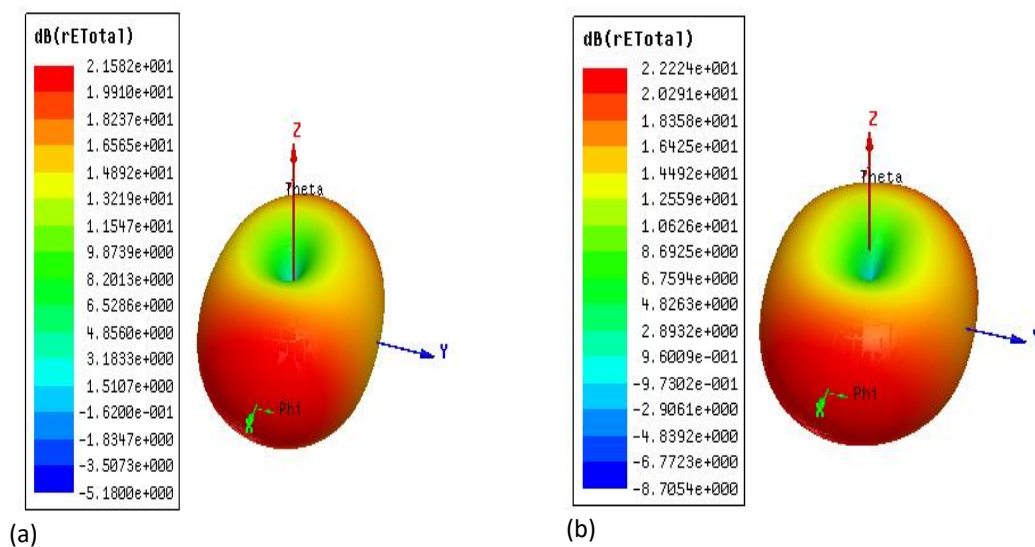 dB(rETotal)
2.1582e+001
1.9910e+001
1.8237e+001
1.6565e+001
1.4892e+001
1.3219e+001
1.1547e+001
9.8739e+000
8.2013e+000
6.5286e+000
4.8560e+000
3.1833e+000
1.5107e+000
-1.6200e-001
-1.8347e+000
-3.5073e+000
-5.1800e+000
Z
Theta
Y
Phi
X
(a)
dB(rETotal)
2.2224e+001
2.0291e+001
1.8358e+001
1.6425e+001
1.4492e+001
1.2559e+001
1.0626e+001
8.6925e+000
6.7594e+000
4.8263e+000
2.8932e+000
9.6009e-001
-9.7302e-001
-2.9061e+000
-4.8392e+000
-6.7723e+000
-8.7054e+000
Z
Theta
Phi
X
(b)